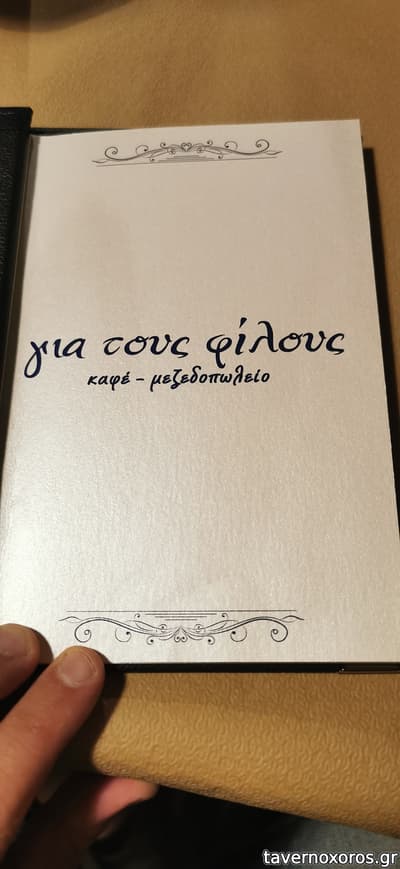 για τους φίλους
καφέ - μεζεδοπωλείο
tavernoxoros.gr